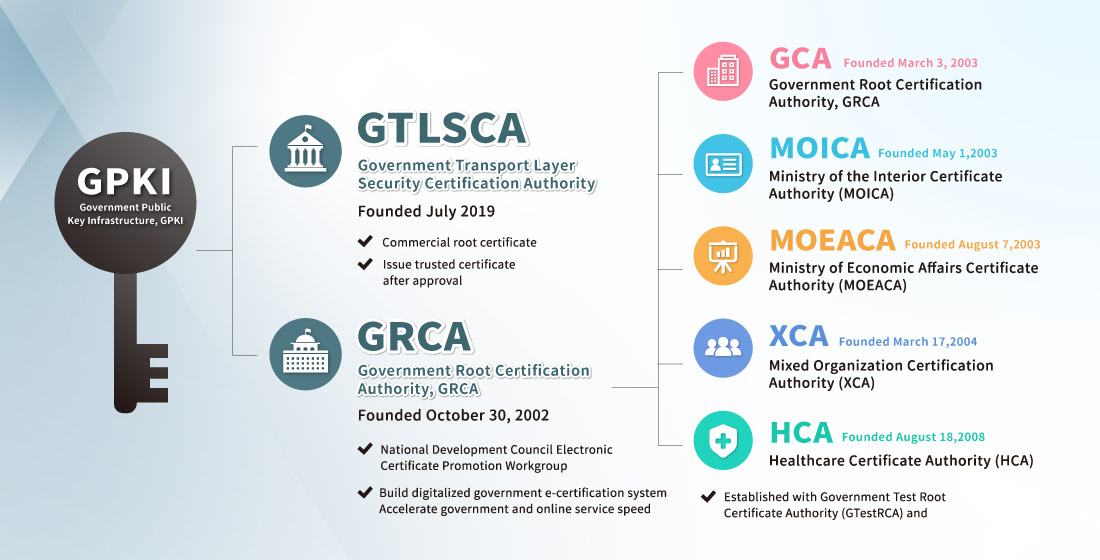 GPKI
Government Public
Key Infrastructure, GPKI
GTLSCA
Government Transport Layer
Security Certification Authority
Founded July 2019
Commercial root certificate
Issue trusted certificate
after approval
GRCA
Government Root Certification
Authority, GRCA
Founded October 30, 2002
National Development Council Electronic
Certificate Promotion Workgroup
Build digitalized government e-certification system
Accelerate government and online service speed
GCA Founded March 3, 2003
Government Root Certification
Authority, GRCA
MOICA Founded May 1,2003
Ministry of the Interior Certificate
Authority (MOICA)
MOEACA Founded August 7,2003
Ministry of Economic Affairs Certificate
Authority (MOEACA)
XCA Founded March 17,2004
Mixed Organization Certification
Authority (XCA)
HCA Founded August 18,2008
Healthcare Certificate Authority (HCA)
Established with Government Test Root
Certificate Authority (GTestRCA) and